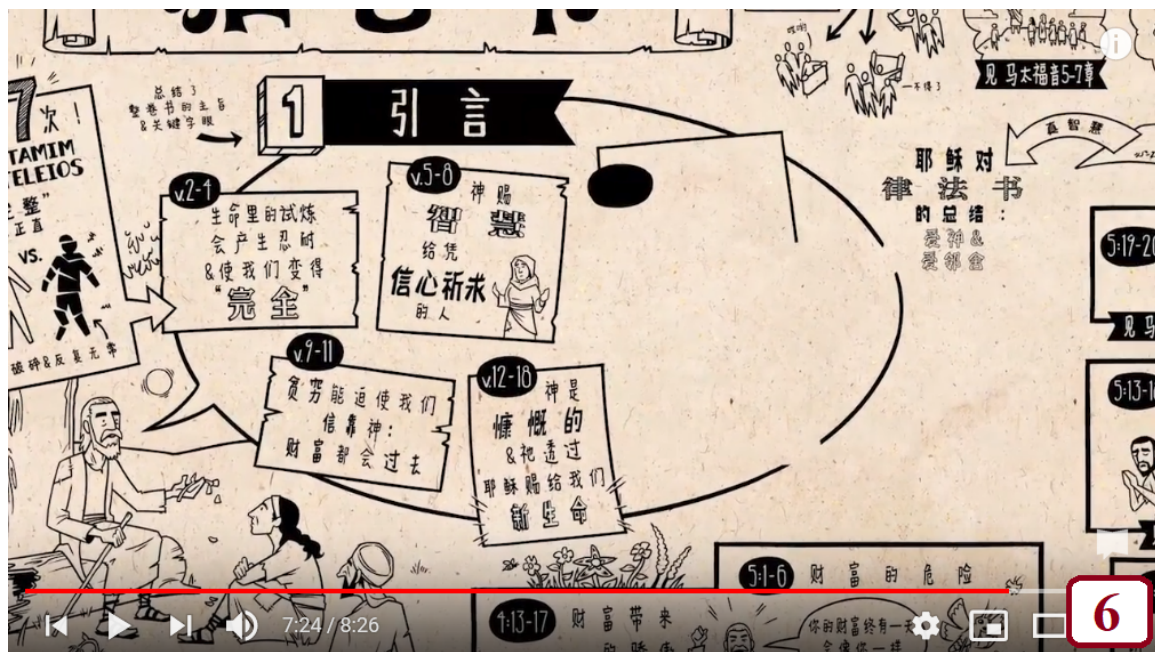 见 马太福音5-7章
总结了
整卷书的主旨
&关键字眼
1 引言
7次!
TAMIM
TELEIOS
正直
VS.
破碎&反复无常
v.2-4
生命里的试炼
会产生忍耐
&使我们变得
“完全”
v.5-8
神赐
智慧
给凭
信心祈求
的人
v.9-11
贫穷能迫使我们
信靠神:
财富都会过去
v.12-18
神是
慷慨的
&祂透过
耶稣赐给我们
新生命
真智慧
耶稣对
律法书
的总结:
爱神&
爱邻舍
5:19-20
见 马
5:13-1
5:1-6 财富的危险
4:13-17 财富带来
你的财富终有一天
会像你一样
7:24 / 8:26
6